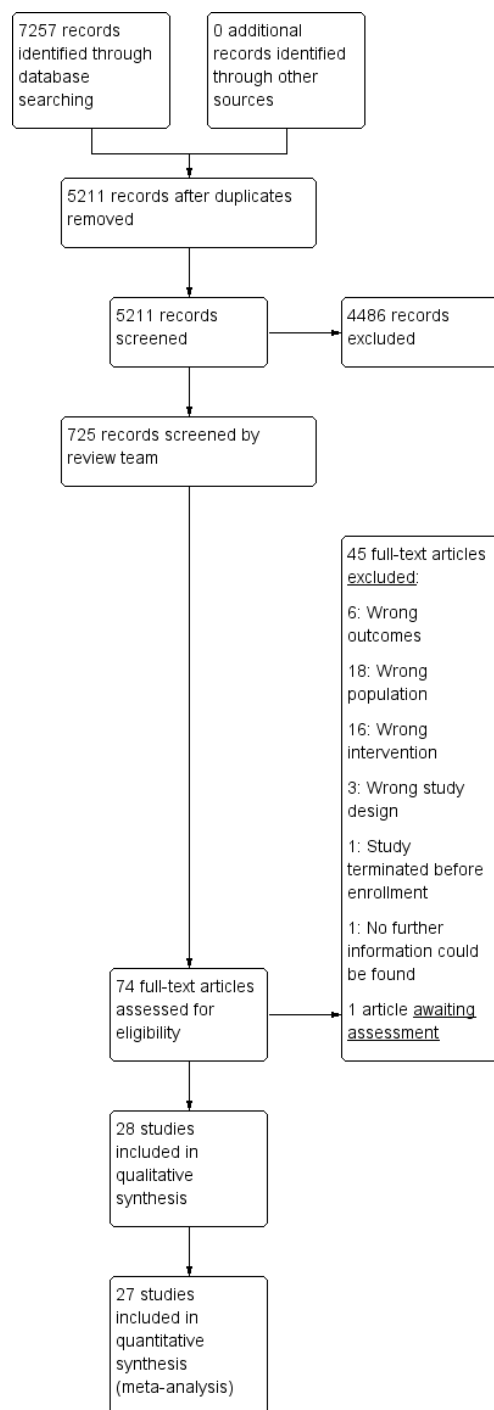 7257 records
identified through
database
searching
0 additional
records identified
through other
sources
5211 records after duplicates
removed
5211 records
screened
4486 records
excluded
725 records screened by
review team
45 full-text articles
excluded:
6: Wrong
outcomes
18: Wrong
population
16: Wrong
intervention
3: Wrong study
design
1: Study
terminated before
enrollment
1: No further
information could
be found
1 article awaiting
assessment
74 full-text articles
assessed for
eligibility
28 studies
included in
qualitative
synthesis
27 studies
included in
quantitative
synthesis
(meta-analysis)